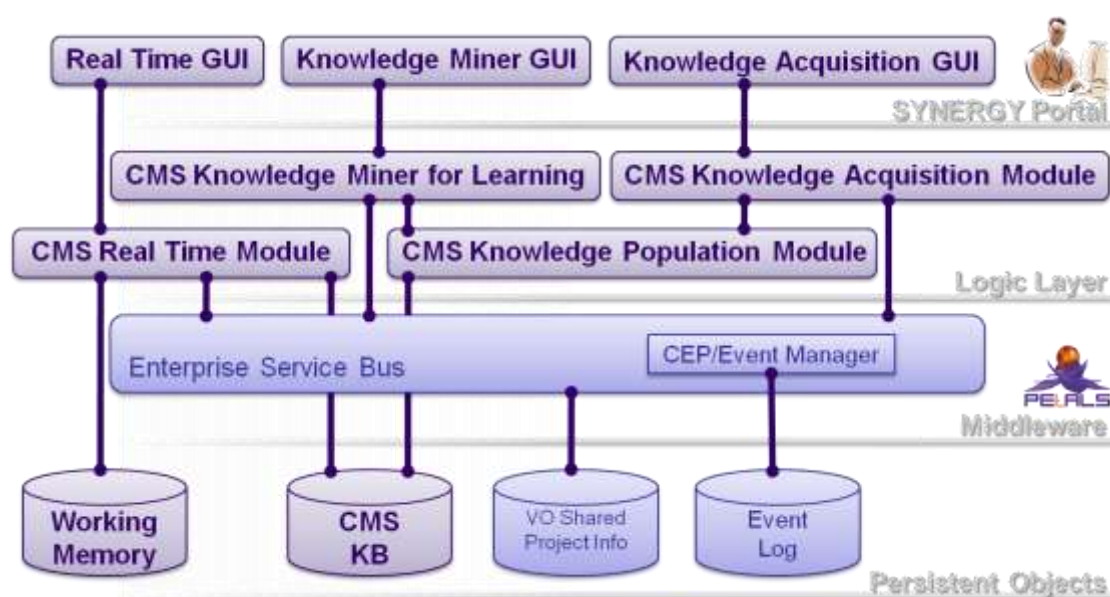 Real Time GUI
Knowledge Miner GUI
Knowledge Acquisition GUI
SYNERGY Portal
CMS Knowledge Miner for Learning
CMS Knowledge Acquisition Module
CMS Real Time Module
CMS Knowledge Population Module
Logic Layer
CEP/Event Manager
Enterprise Service Bus
PEtALS
Middleware
Working
Memory
CMS
KB
VO Shared
Project Info
Event
Log
Persistent Objects